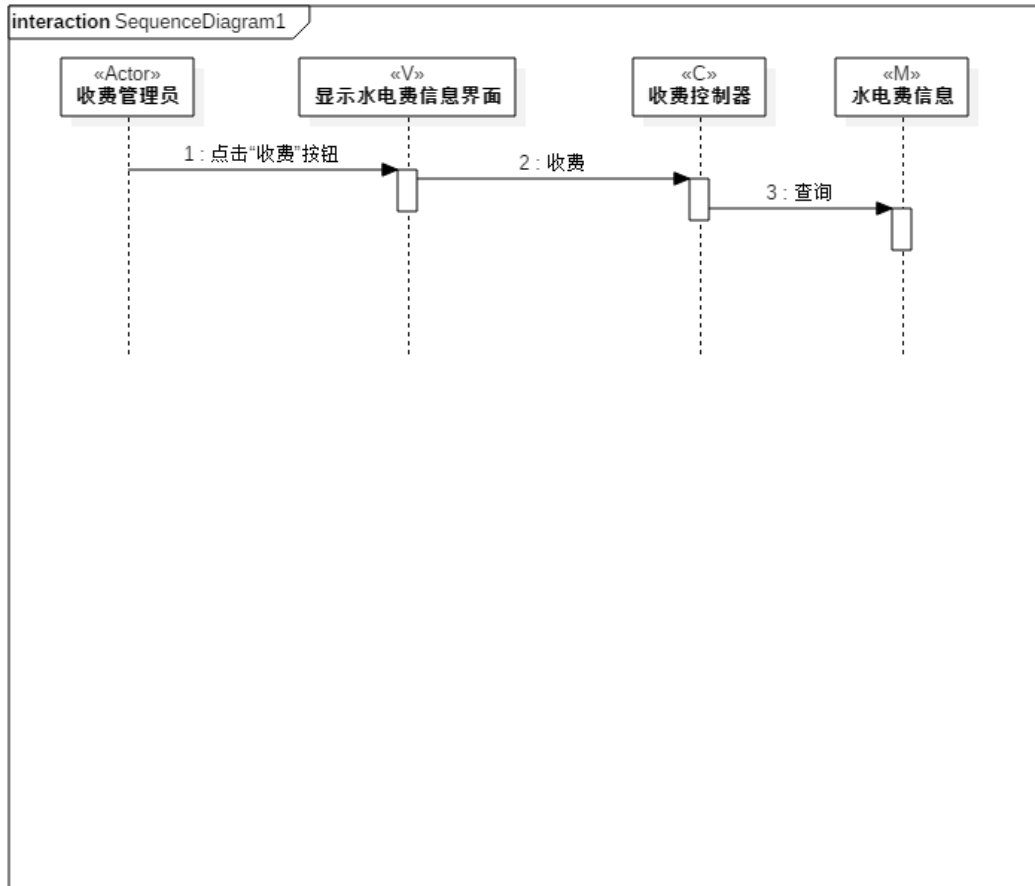 interaction SequenceDiagram1
«Actor»
收费管理员
«V»
显示水电费信息界面
«C»
收费控制器
«M»
水电费信息
1 : 点击“收费”按钮
2 : 收费
3 : 查询